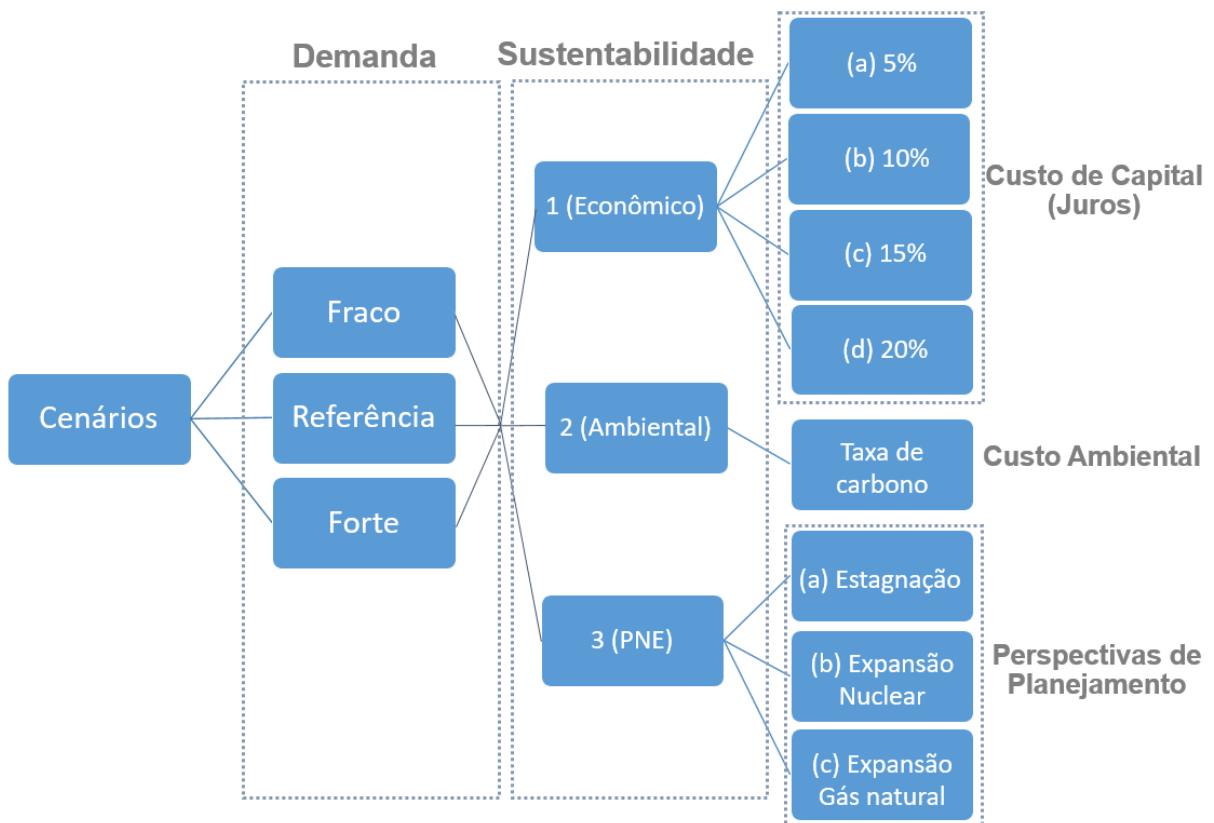 Demanda
Sustentabilidade
Cenários
Fraco
Referência
Forte
1 (Econômico)
2 (Ambiental)
3 (PNE)
(a) 5%
(b) 10%
(c) 15%
(d) 20%
Custo de Capital
(Juros)
Taxa de
carbono
Custo Ambiental
(a) Estagnação
(b) Expansão
Nuclear
(c) Expansão
Gás natural
Perspectivas de
Planejamento